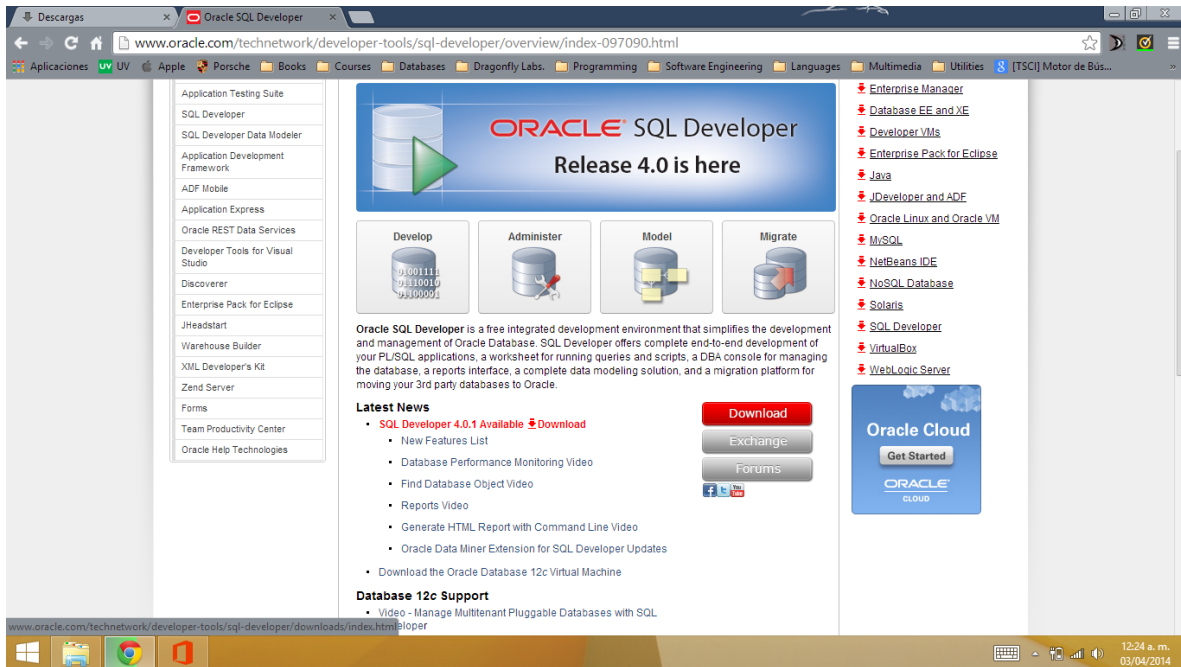 Descargas
Oracle SQL Developer
www.oracle.com/technetwork/developer-tools/sql-developer/overview/index-097090.html
Aplicaciones
UV UV
Apple
Porsche
Books
Courses
Databases
Dragonfly Labs.
Programming
Software Engineering
Languages
Multimedia
Utilities
8 [TSCI] Motor de Bús...
»
Application Testing Suite
SQL Developer
SQL Developer Data Modeler
Application Development
Framework
ADF Mobile
Application Express
Oracle REST Data Services
Developer Tools for Visual
Studio
Discoverer
Enterprise Pack for Eclipse
JHeadstart
Warehouse Builder
XML Developer's Kit
Zend Server
Forms
Team Productivity Center
Oracle Help Technologies
ORACLE® SQL Developer
Release 4.0 is here
Develop
01001111
01110010
01100001
Administer
Model
Migrate
Oracle SQL Developer is a free integrated development environment that simplifies the development
and management of Oracle Database. SQL Developer offers complete end-to-end development of
your PL/SQL applications, a worksheet for running queries and scripts, a DBA console for managing
the database, a reports interface, a complete data modeling solution, and a migration platform for
moving your 3rd party databases to Oracle.
Latest News
SQL Developer 4.0.1 Available Download
New Features List
Database Performance Monitoring Video
Find Database Object Video
Reports Video
Generate HTML Report with Command Line Video
Oracle Data Miner Extension for SQL Developer Updates
Download the Oracle Database 12c Virtual Machine
Database 12c Support
Video - Manage Multitenant Pluggable Databases with SQL
eloper
Download
Exchange
Forums
You
Tube
Enterprise Manager
Database EE and XE
Developer VMs
Enterprise Pack for Eclipse
Java
JDeveloper and ADF
Oracle Linux and Oracle VM
MySQL
NetBeans IDE
NoSQL Database
Solaris
SQL Developer
VirtualBox
WebLogic Server
Oracle Cloud
Get Started
ORACLE®
CLOUD
www.oracle.com/technetwork/developer-tools/sql-developer/downloads/index.html
12:24 a. m.
03/04/2014